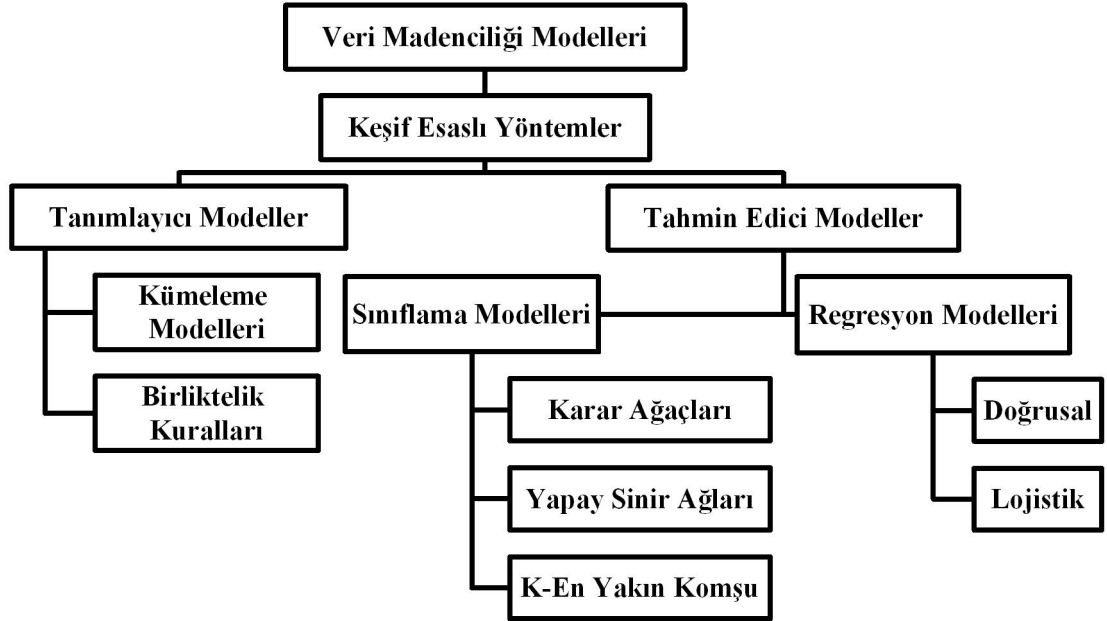 Veri Madenciliği Modelleri
Keşif Esaslı Yöntemler
Tanımlayıcı Modeller
Tahmin Edici Modeller
Kümeleme
Modelleri
Birliktelik
Kuralları
Sınıflama Modelleri
Regresyon Modelleri
Karar Ağaçları
Yapay Sinir Ağları
K-En Yakın Komşu
Doğrusal
Lojistik